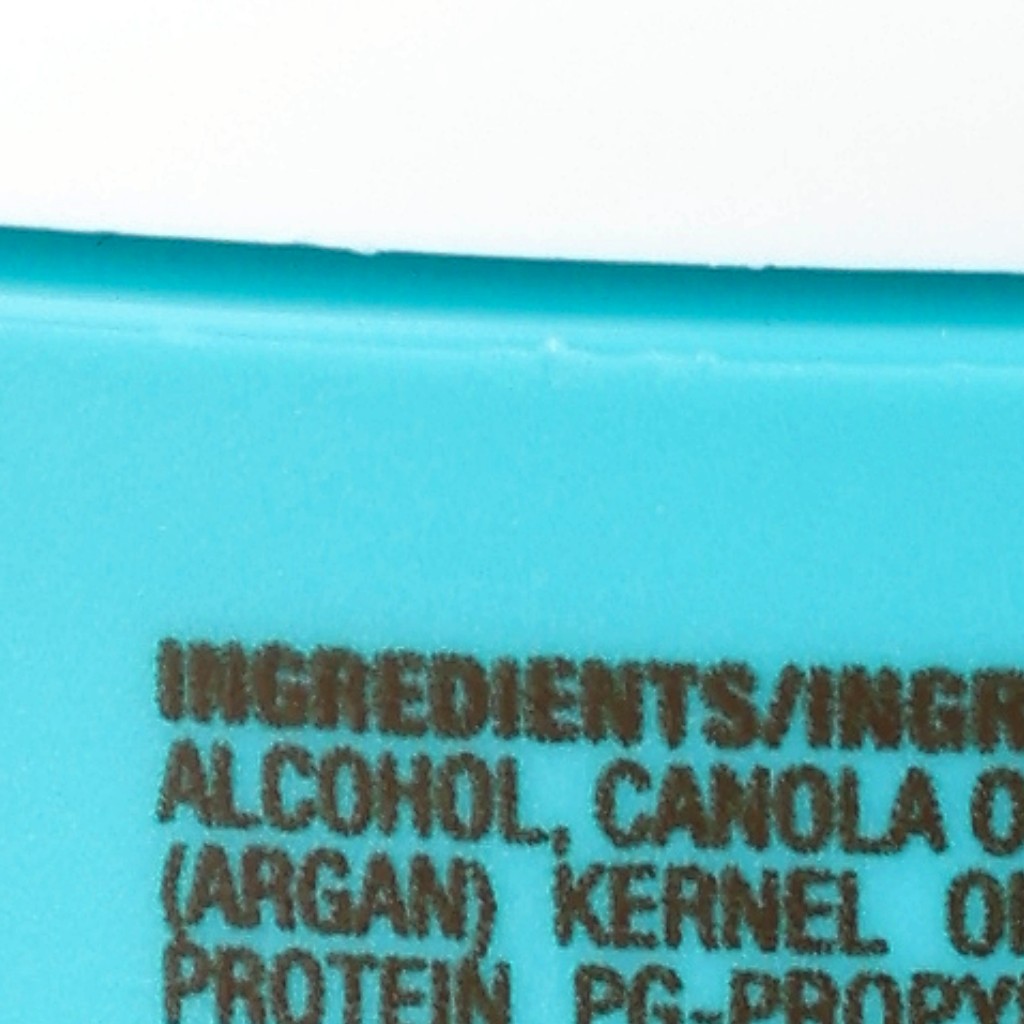 INGREDIENTS/INGR
ALCOHOL, CANOLA O
(ARGAN) KERNEL O
PROTEIN, PG-PROPY